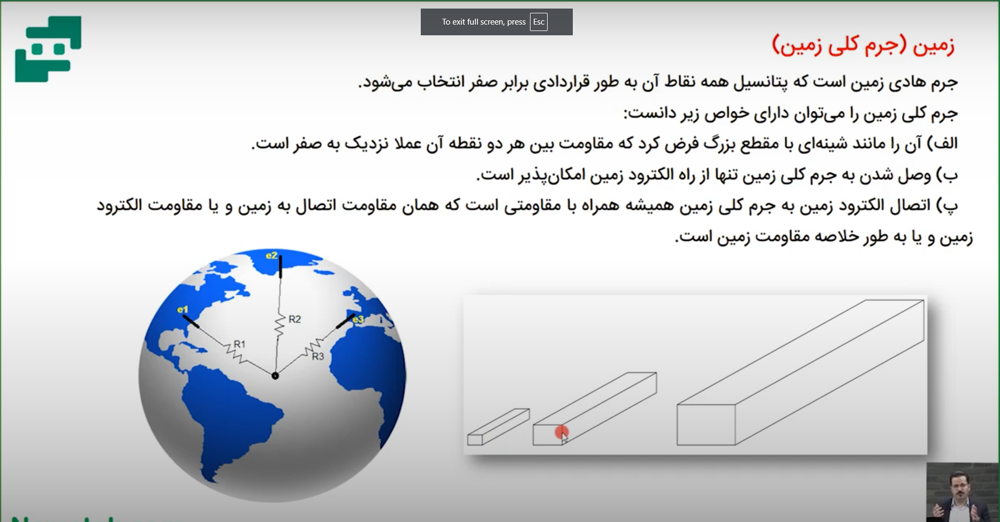 To exit full screen, press Esc
زمین (جرم کلی زمین)
جرم هادی زمین است که پتانسیل همه نقاط آن به طور قراردادی برابر صفر انتخاب می‌شود.
جرم کلی زمین را می‌توان دارای خواص زیر دانست:
الف) آن را مانند شینه‌ای با مقطع بزرگ فرض کرد که مقاومت بین هر دو نقطه آن عملا نزدیک به صفر است.
ب) وصل شدن به جرم کلی زمین تنها از راه الکترود زمین امکان‌پذیر است.
پ) اتصال الکترود زمین به جرم کلی زمین همیشه همراه با مقاومتی است که همان مقاومت اتصال به زمین و یا مقاومت الکترود
زمین و یا به طور خلاصه مقاومت زمین است.
e2
e1
R2
e3
R1
R3